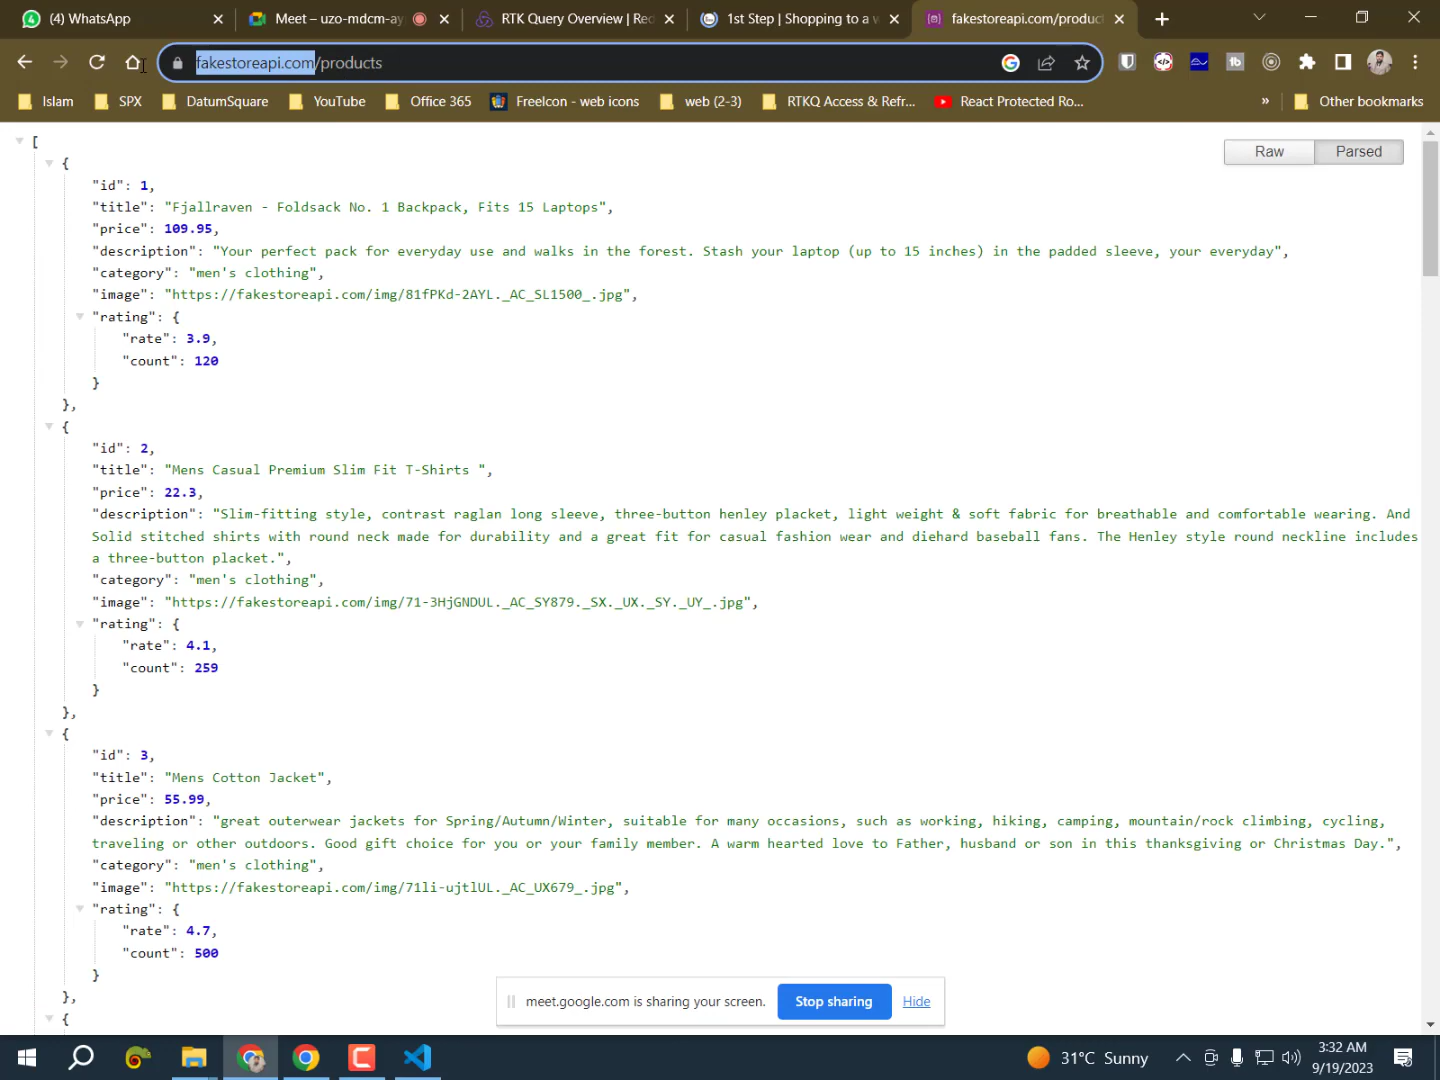 (4) WhatsApp
Meet – uzo-mdcm-ay
RTK Query Overview | Re
1st Step | Shopping to a
fakestoreapi.com/produc
fakestoreapi.com/products
Islam
SPX
DatumSquare
YouTube
Office 365
FreeIcon - web icons
web (2-3)
RTKQ Access & Refr...
React Protected Ro...
»
Other bookmarks
Raw
Parsed
[
{
"id": 1,
"title": "Fjallraven - Foldsack No. 1 Backpack, Fits 15 Laptops",
"price": 109.95,
"description": "Your perfect pack for everyday use and walks in the forest. Stash your laptop (up to 15 inches) in the padded sleeve, your everyday",
"category": "men's clothing",
"image": "https://fakestoreapi.com/img/81fPKd-2AYL._AC_SL1500_.jpg",
"rating": {
"rate": 3.9,
"count": 120
}
},
{
"id": 2,
"title": "Mens Casual Premium Slim Fit T-Shirts ",
"price": 22.3,
"description": "Slim-fitting style, contrast raglan long sleeve, three-button henley placket, light weight & soft fabric for breathable and comfortable wearing. And
Solid stitched shirts with round neck made for durability and a great fit for casual fashion wear and diehard baseball fans. The Henley style round neckline includes
a three-button placket.",
"category": "men's clothing",
"image": "https://fakestoreapi.com/img/71-3HjGNDUL._AC_SY879._SX._UX._SY._UY_.jpg",
"rating": {
"rate": 4.1,
"count": 259
}
},
{
"id": 3,
"title": "Mens Cotton Jacket",
"price": 55.99,
"description": "great outerwear jackets for Spring/Autumn/Winter, suitable for many occasions, such as working, hiking, camping, mountain/rock climbing, cycling,
traveling or other outdoors. Good gift choice for you or your family member. A warm hearted love to Father, husband or son in this thanksgiving or Christmas Day.",
"category": "men's clothing",
"image": "https://fakestoreapi.com/img/71li-ujtlUL._AC_UX679_.jpg",
"rating": {
"rate": 4.7,
"count": 500
}
},
{
meet.google.com is sharing your screen.
Stop sharing
Hide
31°C Sunny
3:32 AM
9/19/2023